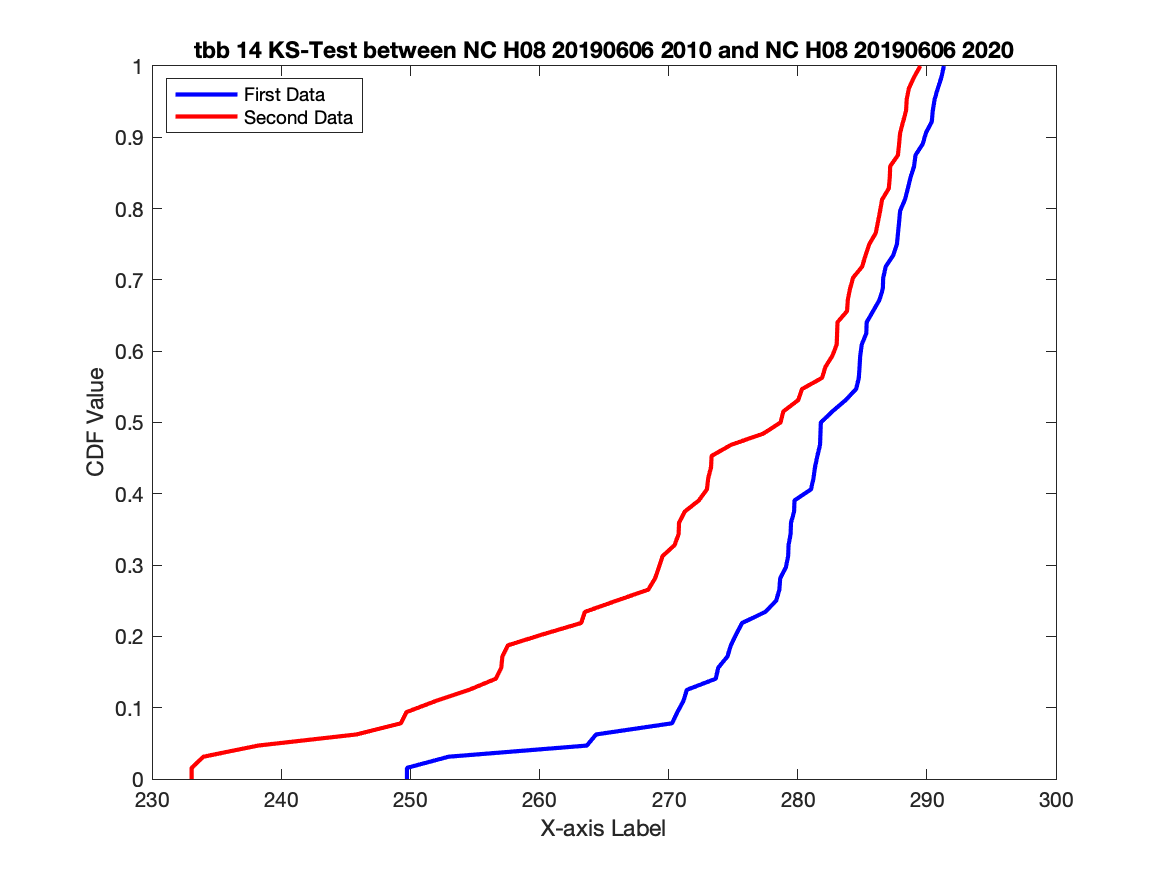 tbb 14 KS-Test between NC H08 20190606 2010 and NC H08 20190606 2020
First Data
Second Data
1
0.9
0.8
0.7
0.6
0.5
0.4
0.3
0.2
0.1
0
CDF Value
230 240 250 260 270 280 290 300
X-axis Label